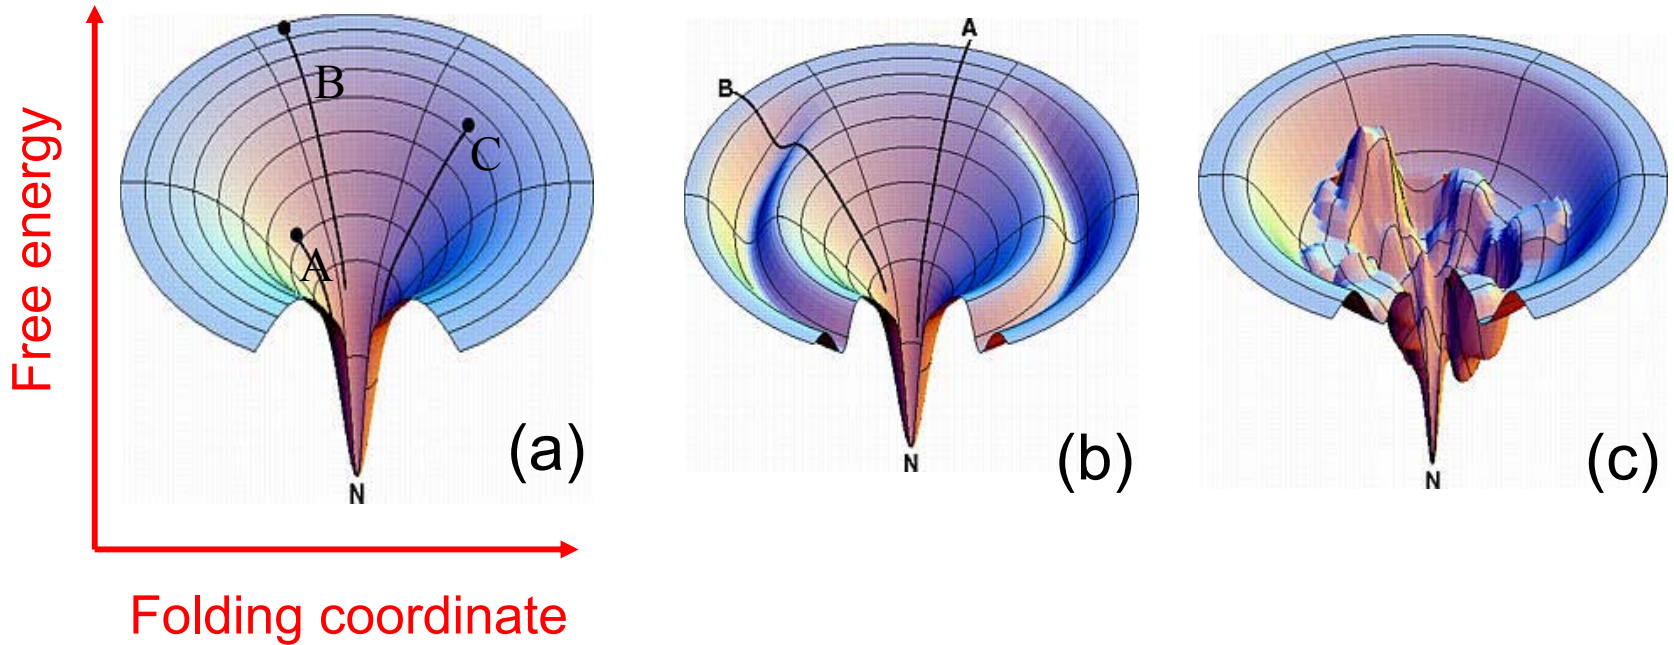 Free energy
Folding coordinate
B
C
A
N
(a)
A
B
N
(b)
N
(c)